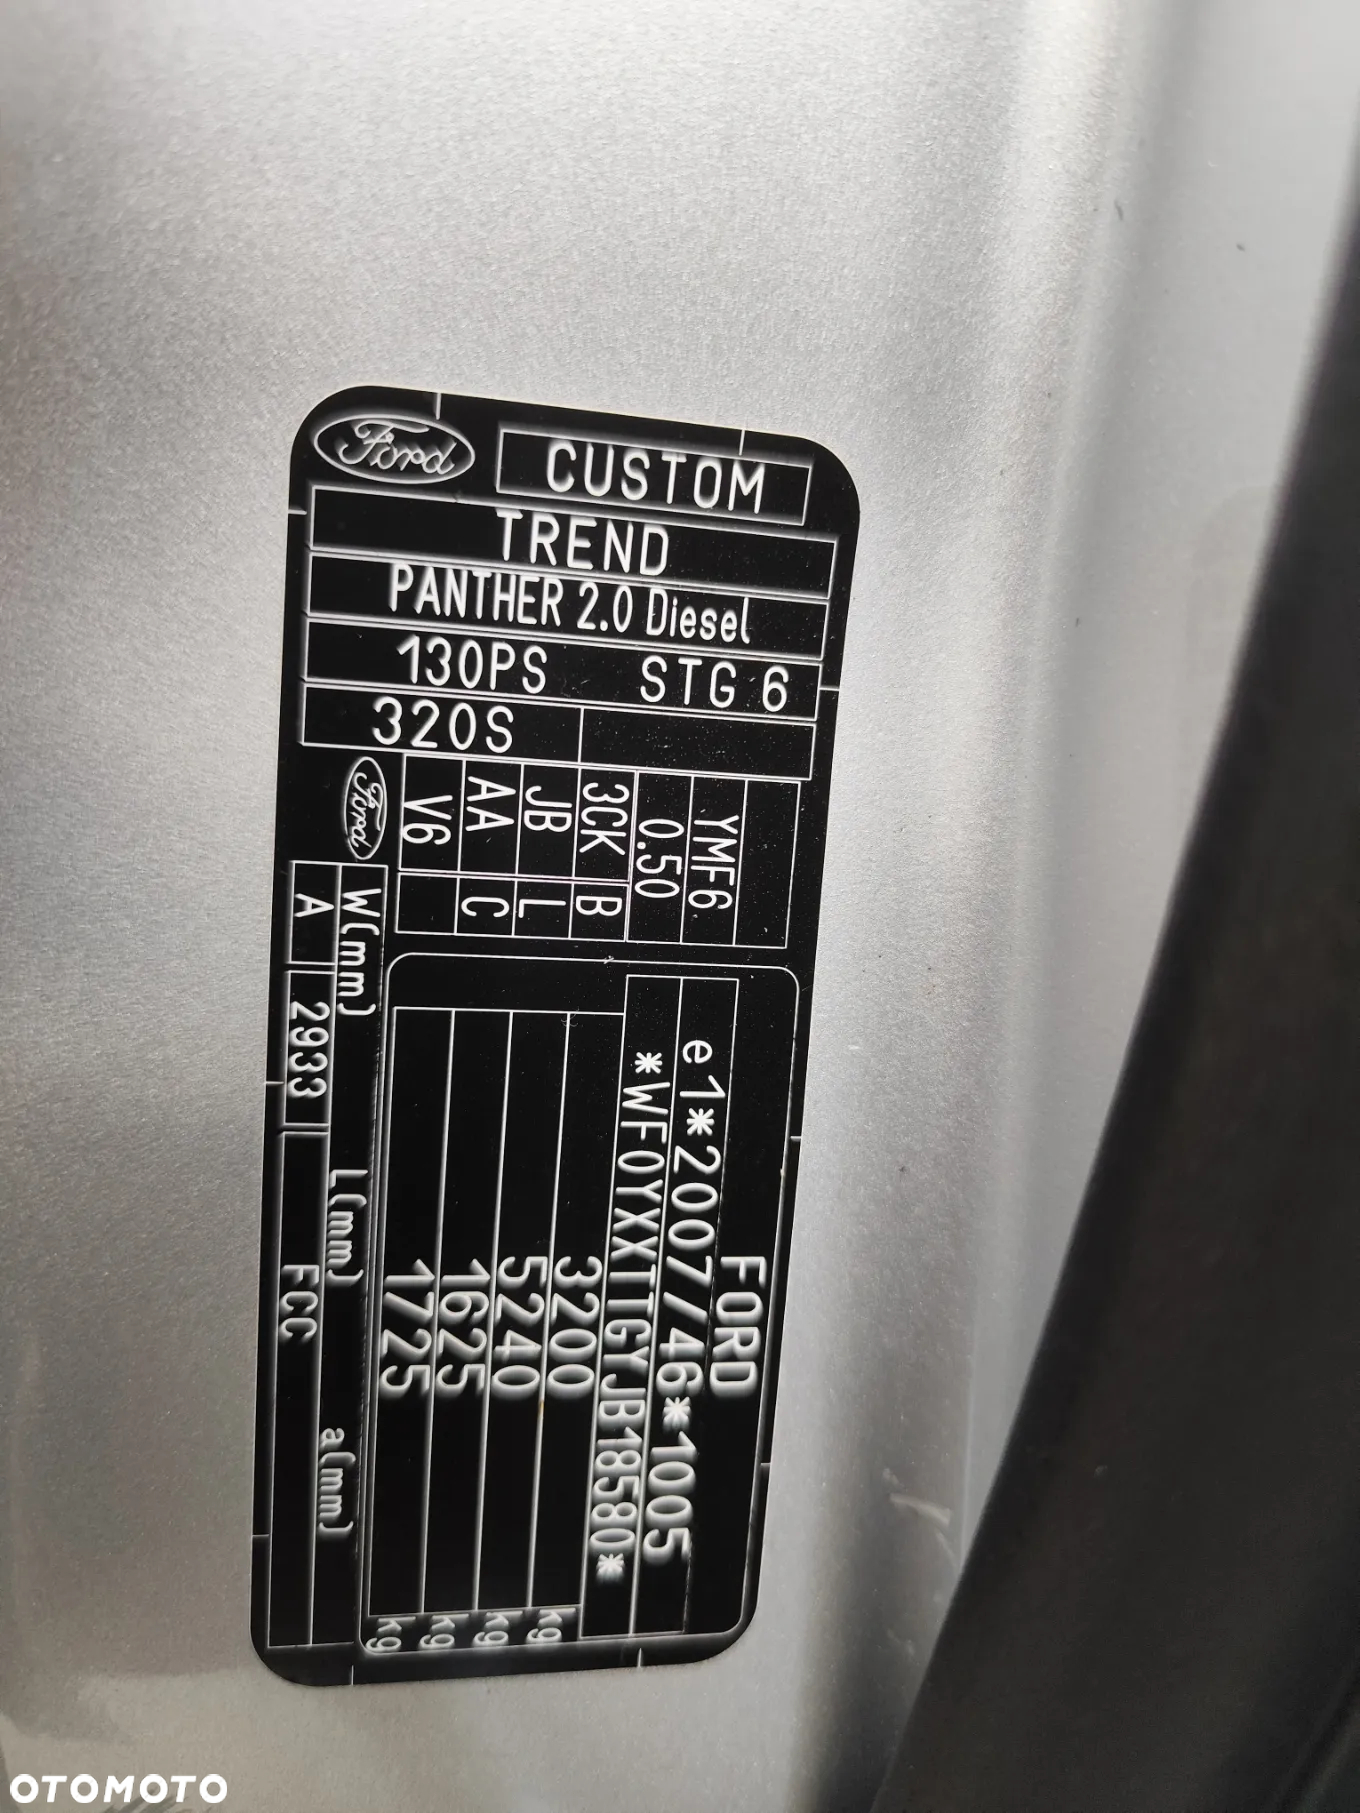 Ford CUSTOM
TREND
PANTHER 2.0 Diesel
130PS STG 6
320S
YMF6
0.50
3CK B
JB L
AA C
V6
Ford
FORD
e1*2007/46*1005
*WF0YXXTTGYJB18580*
3200 kg
5240 kg
1625 kg
1725 kg
W(mm) L(mm) a(mm)
A 2933 FCC
OTOMOTO